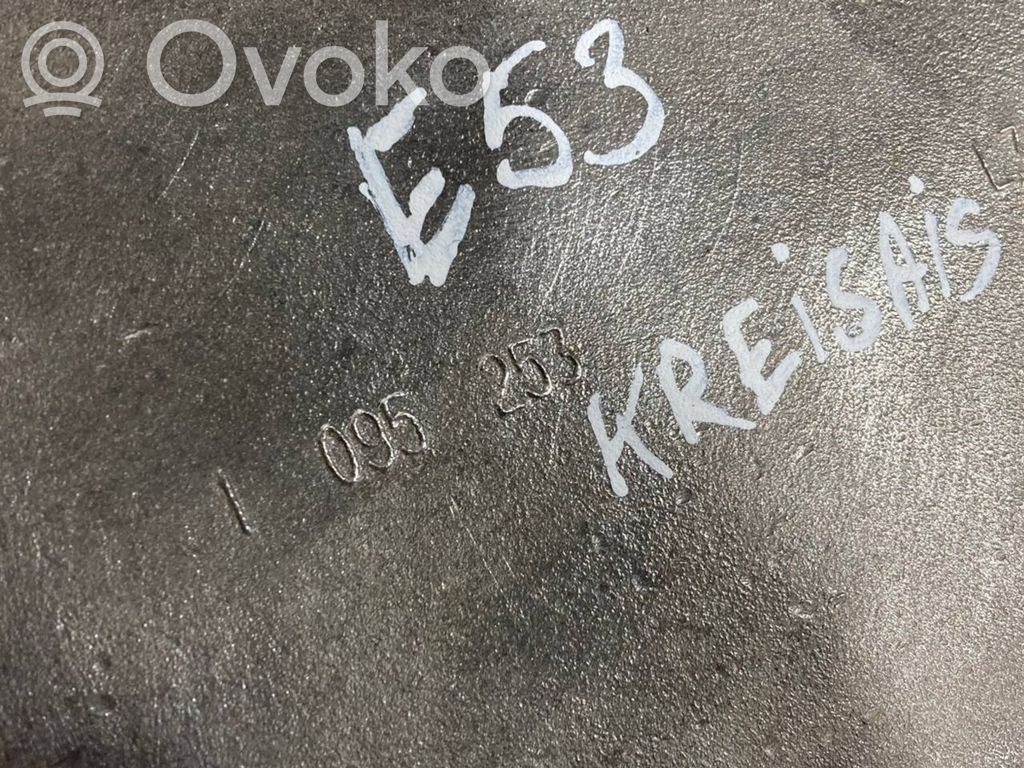 Ovoko
E53
KREISAIS
1 095 253